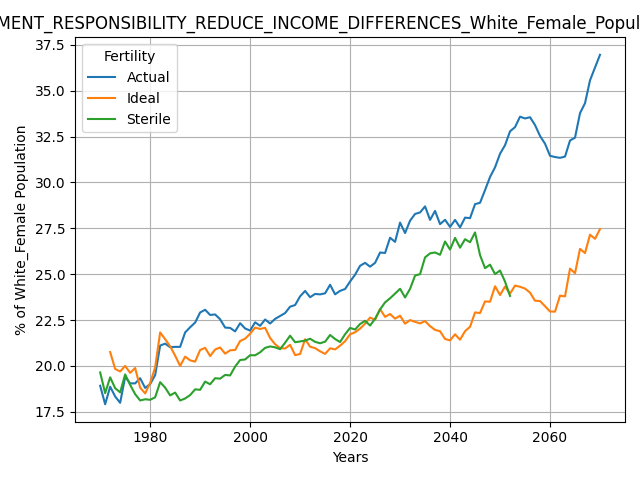 MENT_RESPONSIBILITY_REDUCE_INCOME_DIFFERENCES_White_Female_Popul
Fertility
Actual
Ideal
Sterile
% of White_Female Population
37.5
35.0
32.5
30.0
27.5
25.0
22.5
20.0
17.5
1980
2000
2020
2040
2060
Years